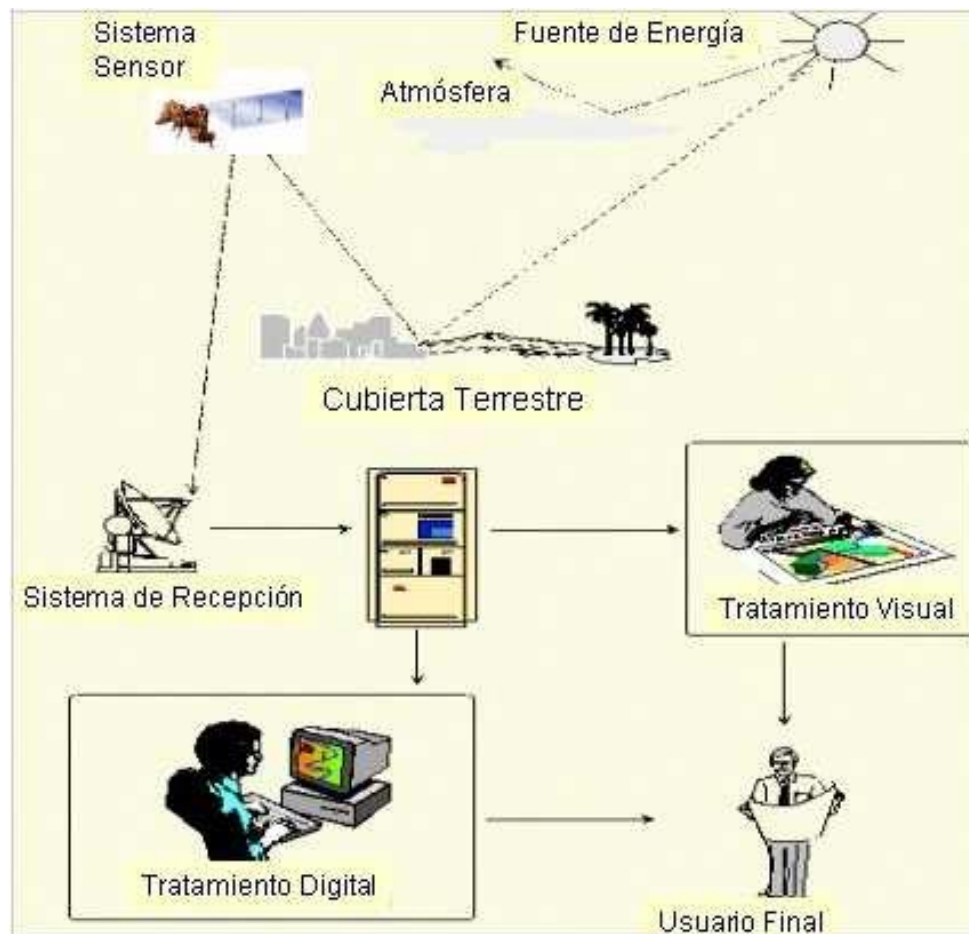 Sistema
Sensor
Fuente de Energía
Atmósfera
Cubierta Terrestre
Sistema de Recepción
Tratamiento Visual
Tratamiento Digital
Usuario Final